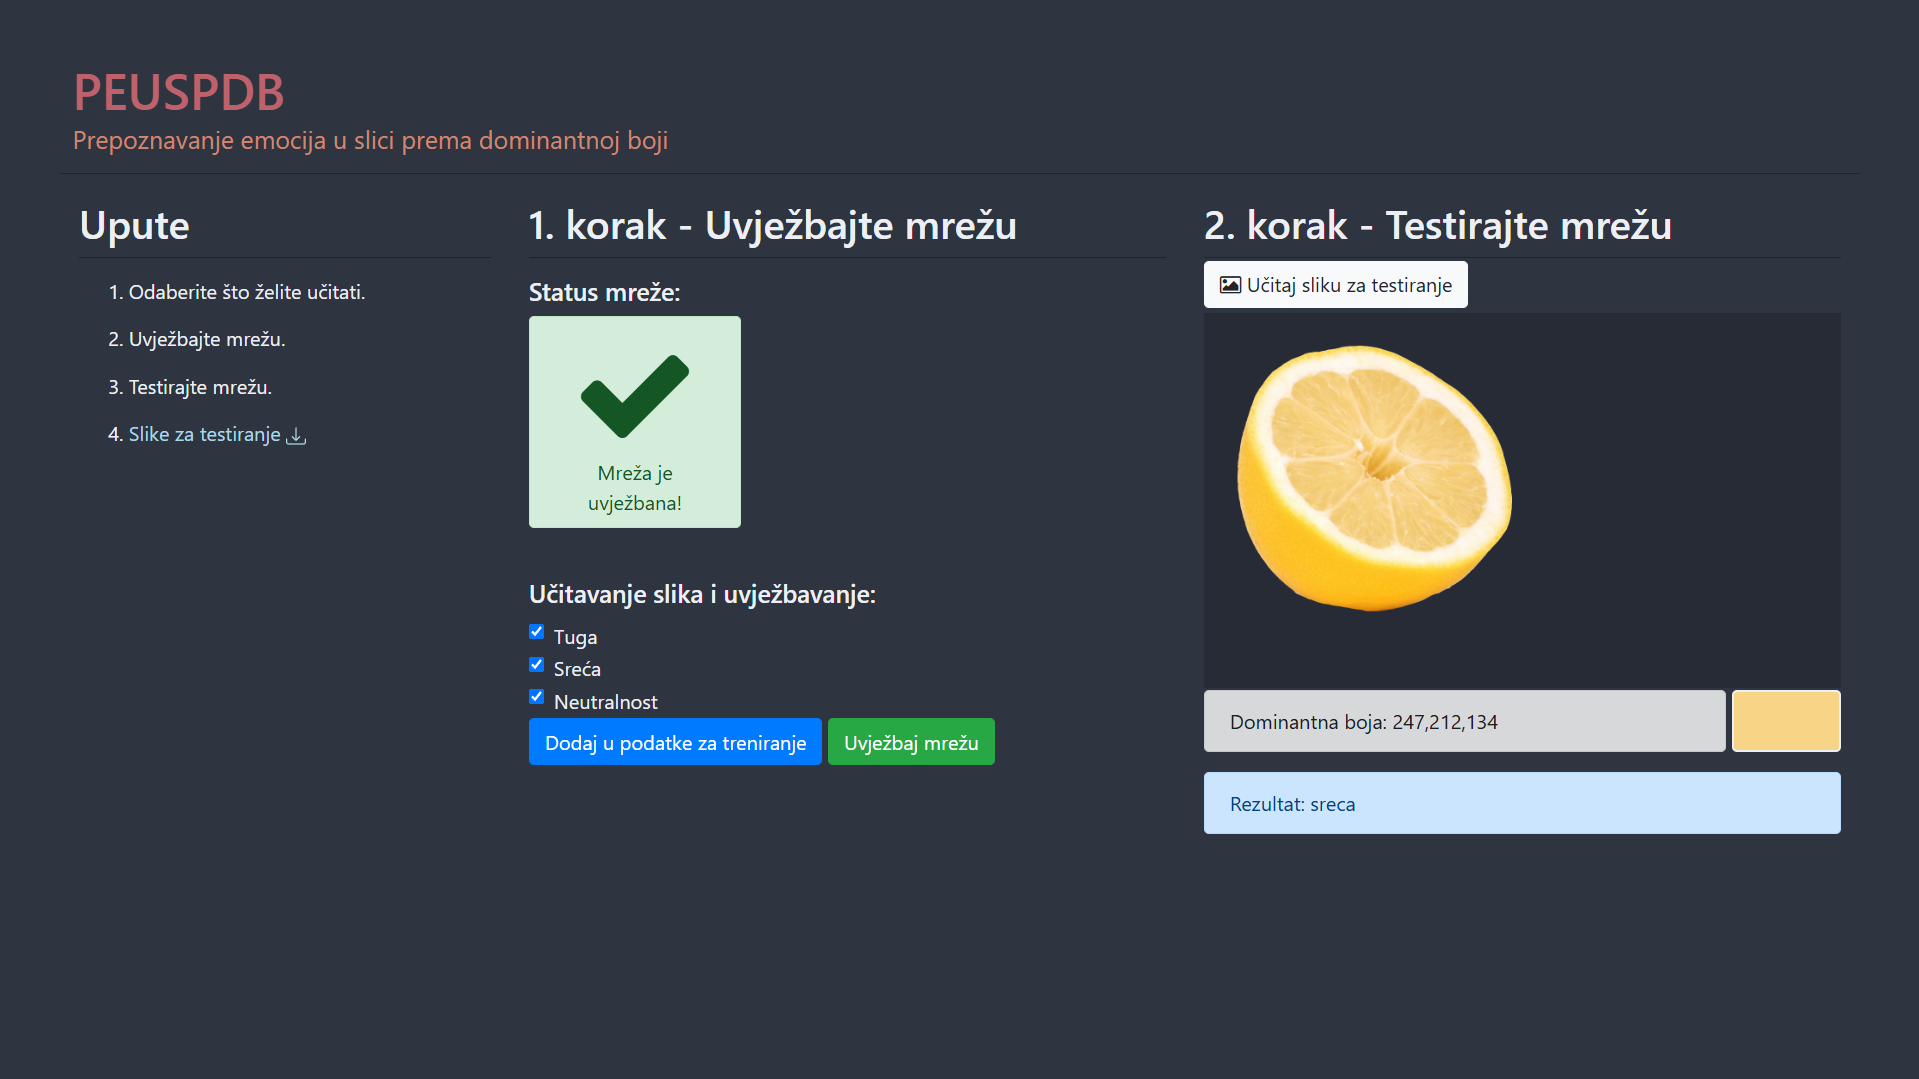 PEUSPDB
Prepoznavanje emocija u slici prema dominantnoj boji
Upute
1. Odaberite što želite učitati.
2. Uvježbajte mrežu.
3. Testirajte mrežu.
4. Slike za testiranje
1. korak - Uvježbajte mrežu
Status mreže:
Mreža je
uvježbana!
Učitavanje slika i uvježbavanje:
Tuga
Sreća
Neutralnost
Dodaj u podatke za treniranje
Uvježbaj mrežu
2. korak - Testirajte mrežu
Učitaj sliku za testiranje
Dominantna boja: 247,212,134
Rezultat: sreca